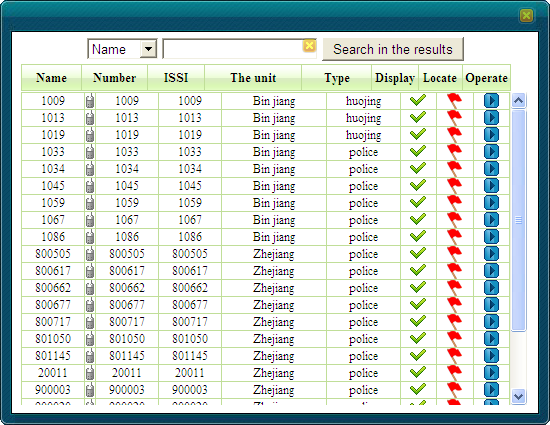 Name Search in the results
Name Number ISSI The unit Type Display Locate Operate
1009 1009 1009 Bin jiang huojing
1013 1013 1013 Bin jiang huojing
1019 1019 1019 Bin jiang huojing
1033 1033 1033 Bin jiang police
1034 1034 1034 Bin jiang police
1045 1045 1045 Bin jiang police
1059 1059 1059 Bin jiang police
1067 1067 1067 Bin jiang police
1086 1086 1086 Bin jiang police
800505 800505 800505 Zhejiang police
800617 800617 800617 Zhejiang police
800662 800662 800662 Zhejiang police
800677 800677 800677 Zhejiang police
800717 800717 800717 Zhejiang police
801050 801050 801050 Zhejiang police
801145 801145 801145 Zhejiang police
20011 20011 20011 Zhejiang police
900003 900003 900003 Zhejiang police